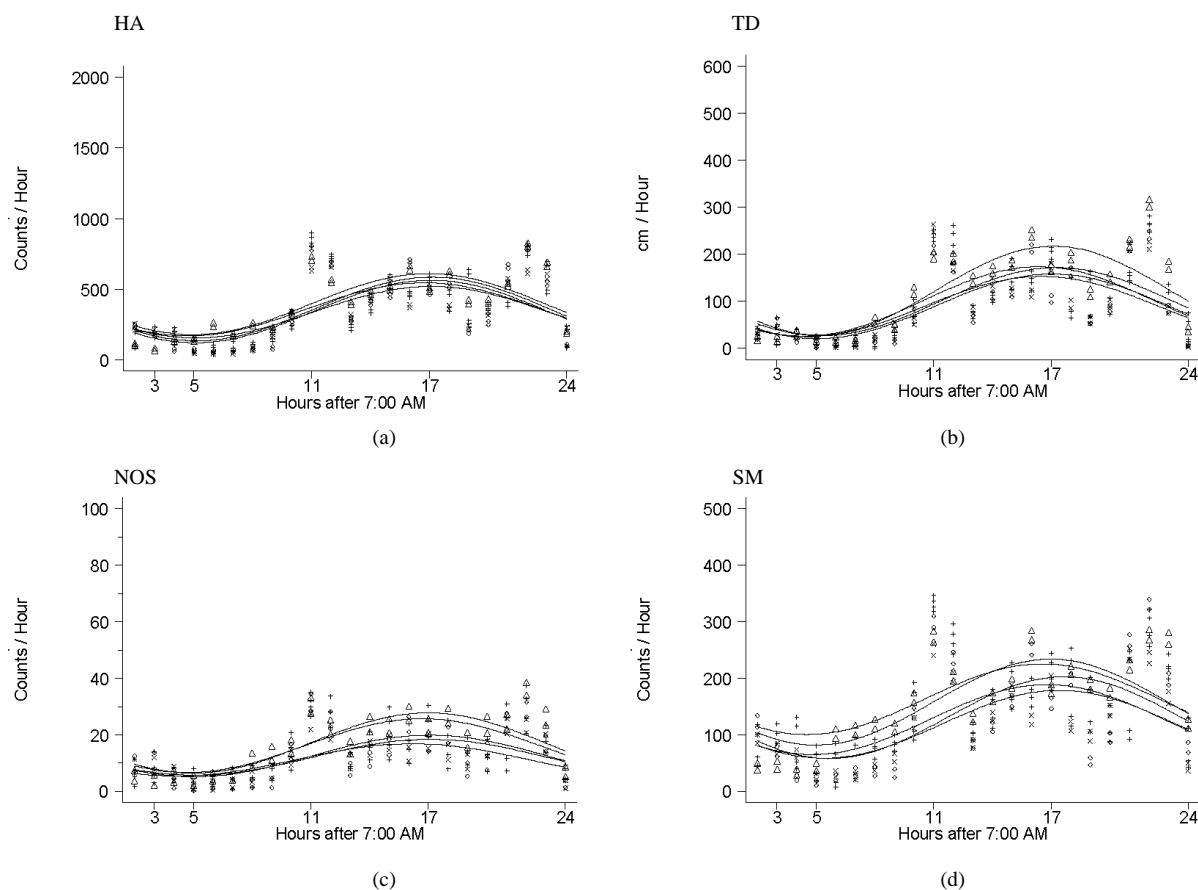 HA
Counts / Hour
2000
1500
1000
500
0
3 5 11 17 24
Hours after 7:00 AM
(a)
TD
cm / Hour
600
500
400
300
200
100
0
3 5 11 17 24
Hours after 7:00 AM
(b)
NOS
Counts / Hour
100
80
60
40
20
0
3 5 11 17 24
Hours after 7:00 AM
(c)
SM
Counts / Hour
500
400
300
200
100
0
3 5 11 17 24
Hours after 7:00 AM
(d)